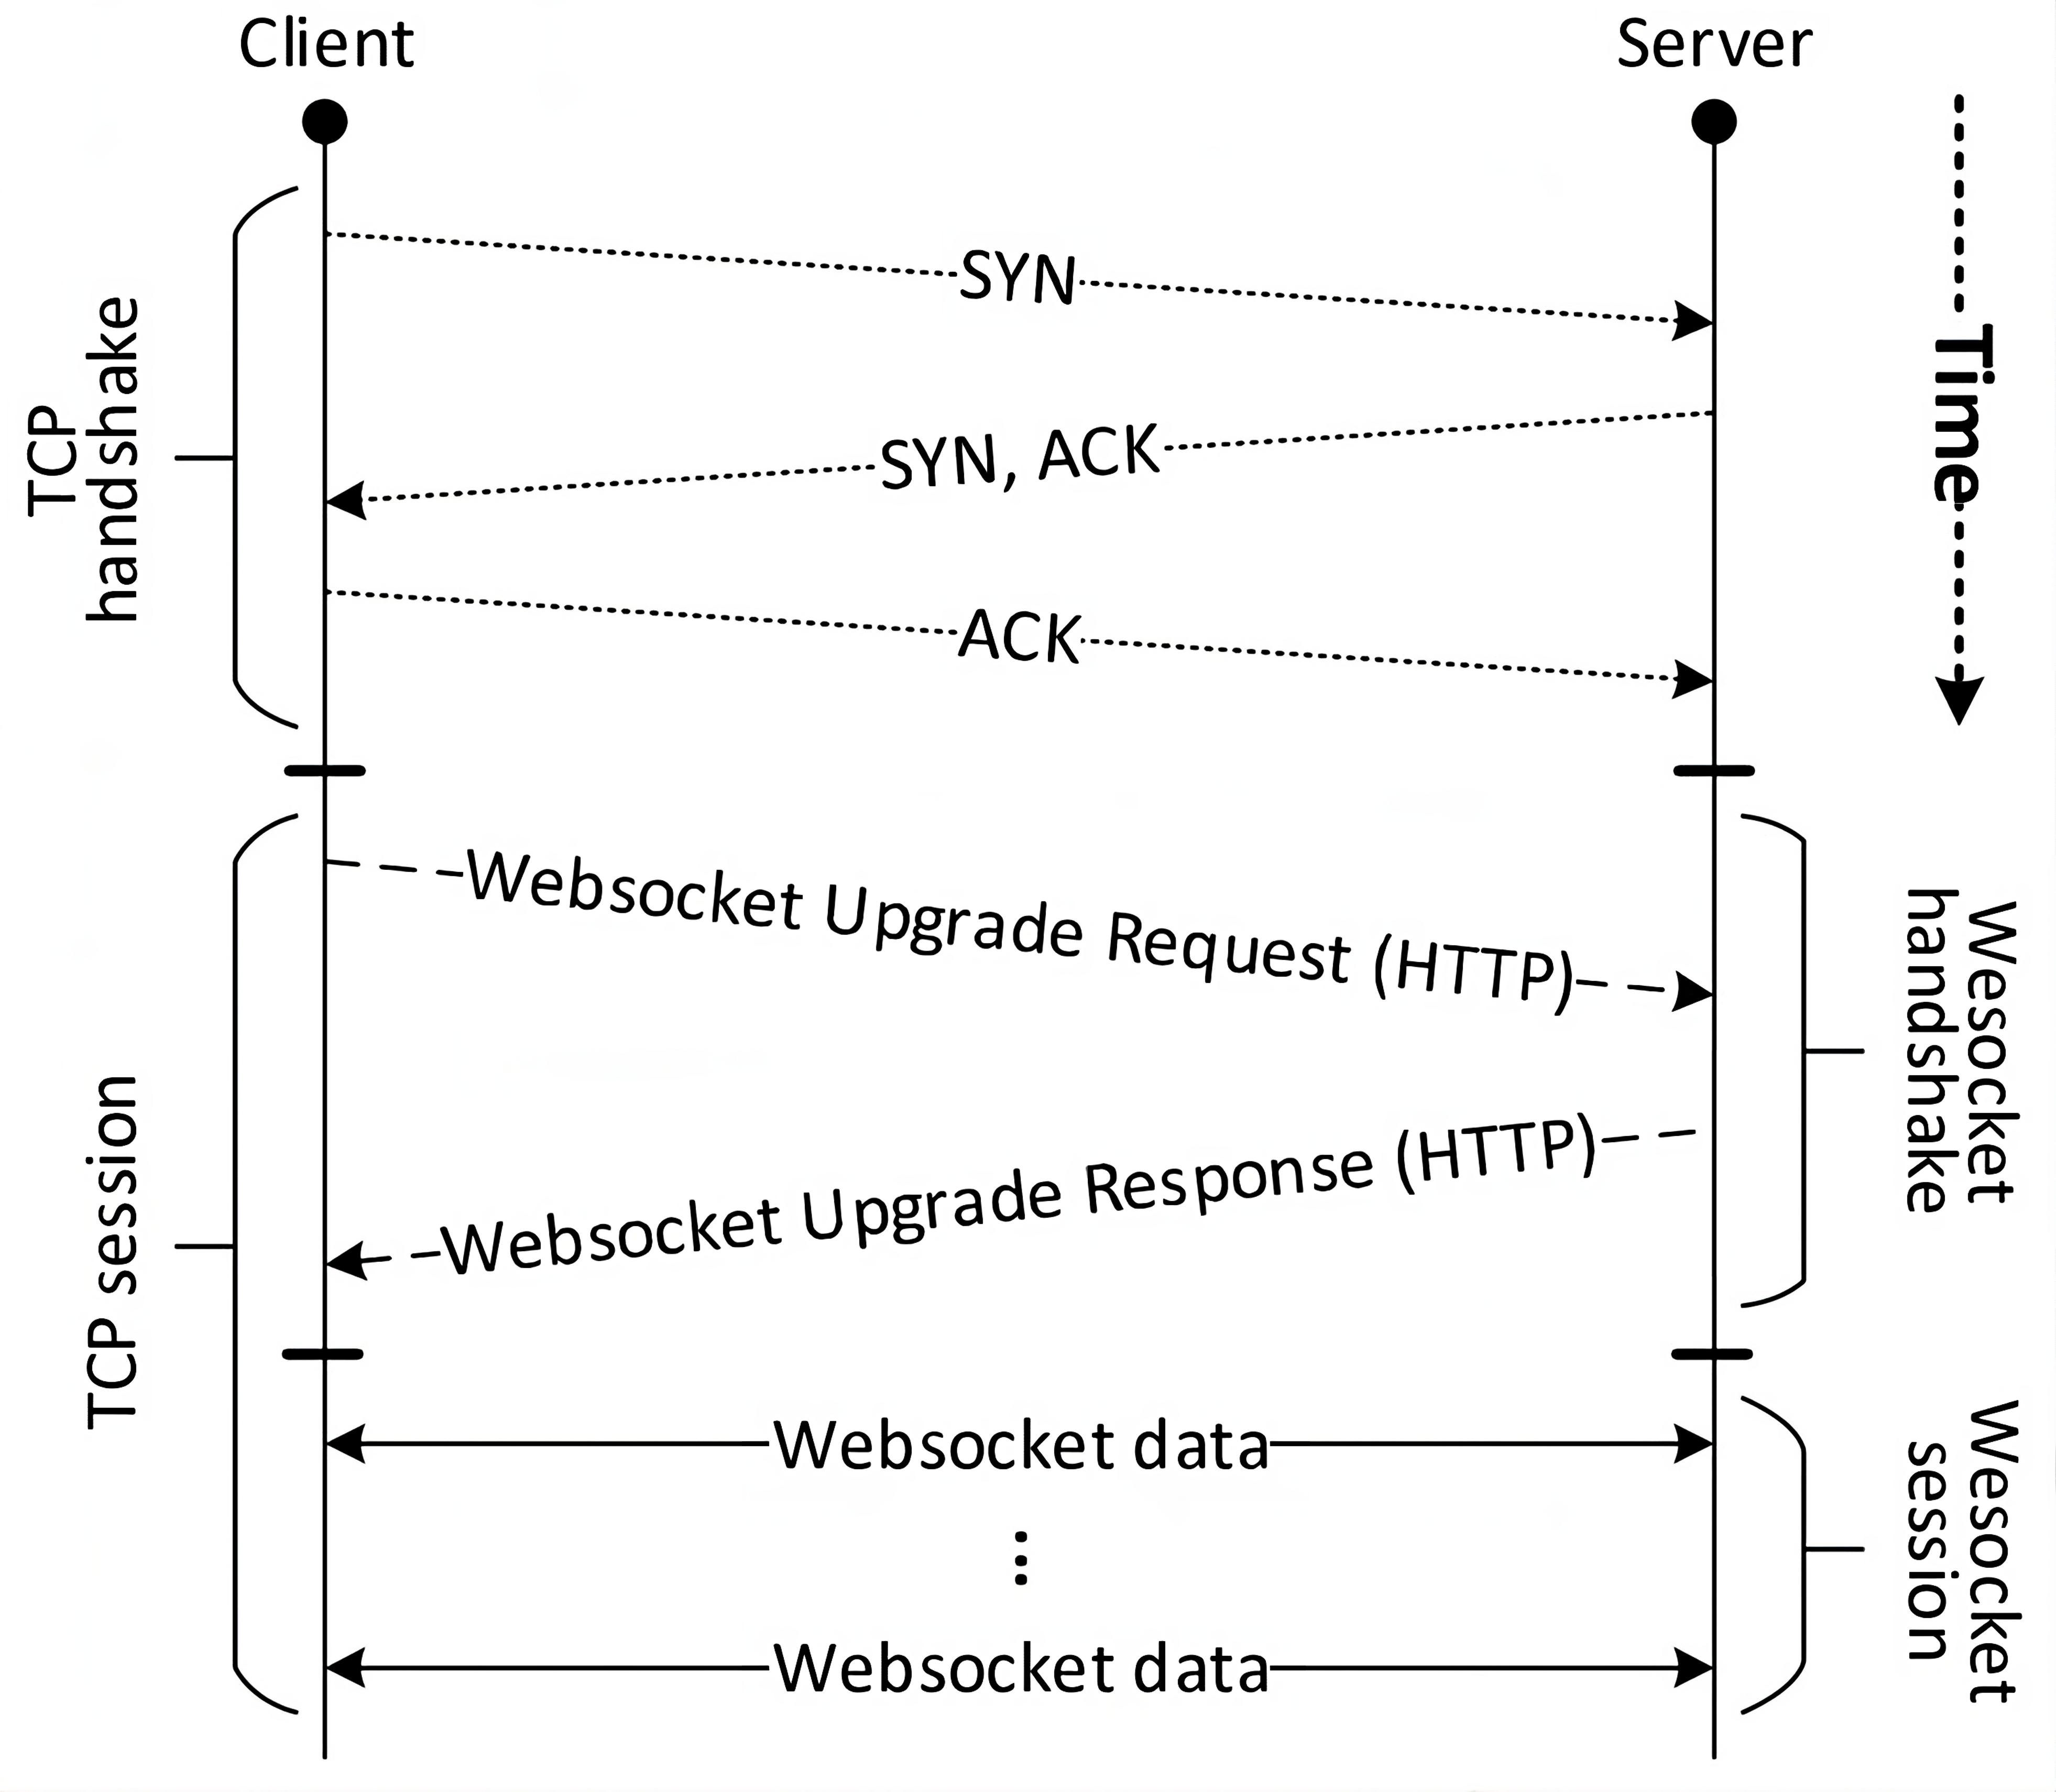 Client
Server
TCP
handshake
SYN
Time
SYN, ACK
ACK
Websocket Upgrade Request (HTTP)
Wesocket
handshake
Websocket Upgrade Response (HTTP)
TCP session
Websocket data
Wesocket
session
Websocket data